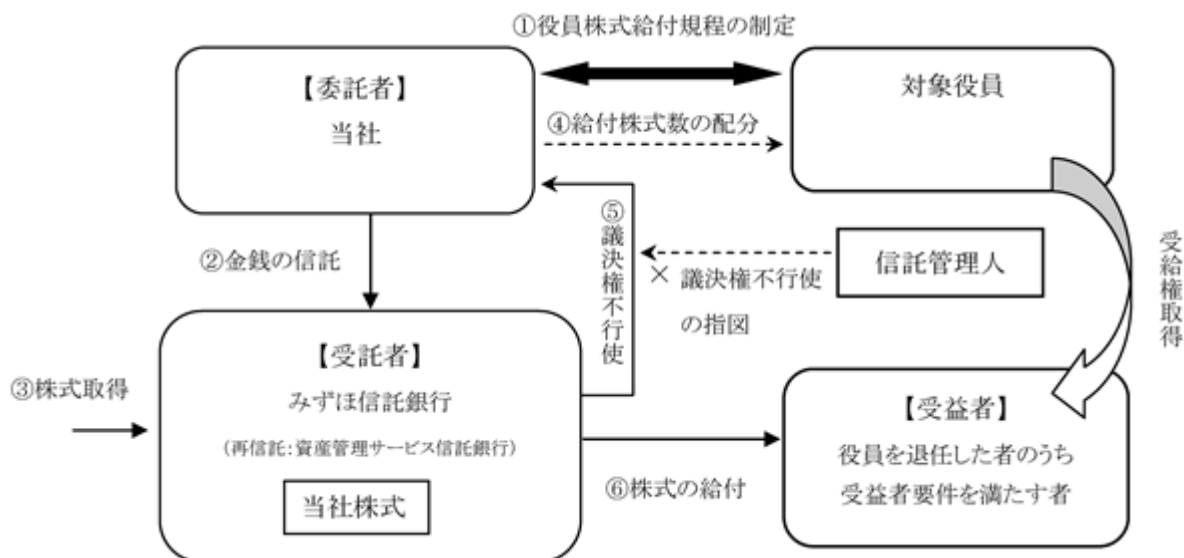 ①役員株式給付規程の制定
【委託者】
当社
対象役員
④給付株式数の配分
②金銭の信託
⑤議決権不行使
× 議決権不行使
の指図
信託管理人
受給権取得
③株式取得
【受託者】
みずほ信託銀行
(再信託:資産管理サービス信託銀行)
当社株式
⑥株式の給付
【受益者】
役員を退任した者のうち
受益者要件を満たす者